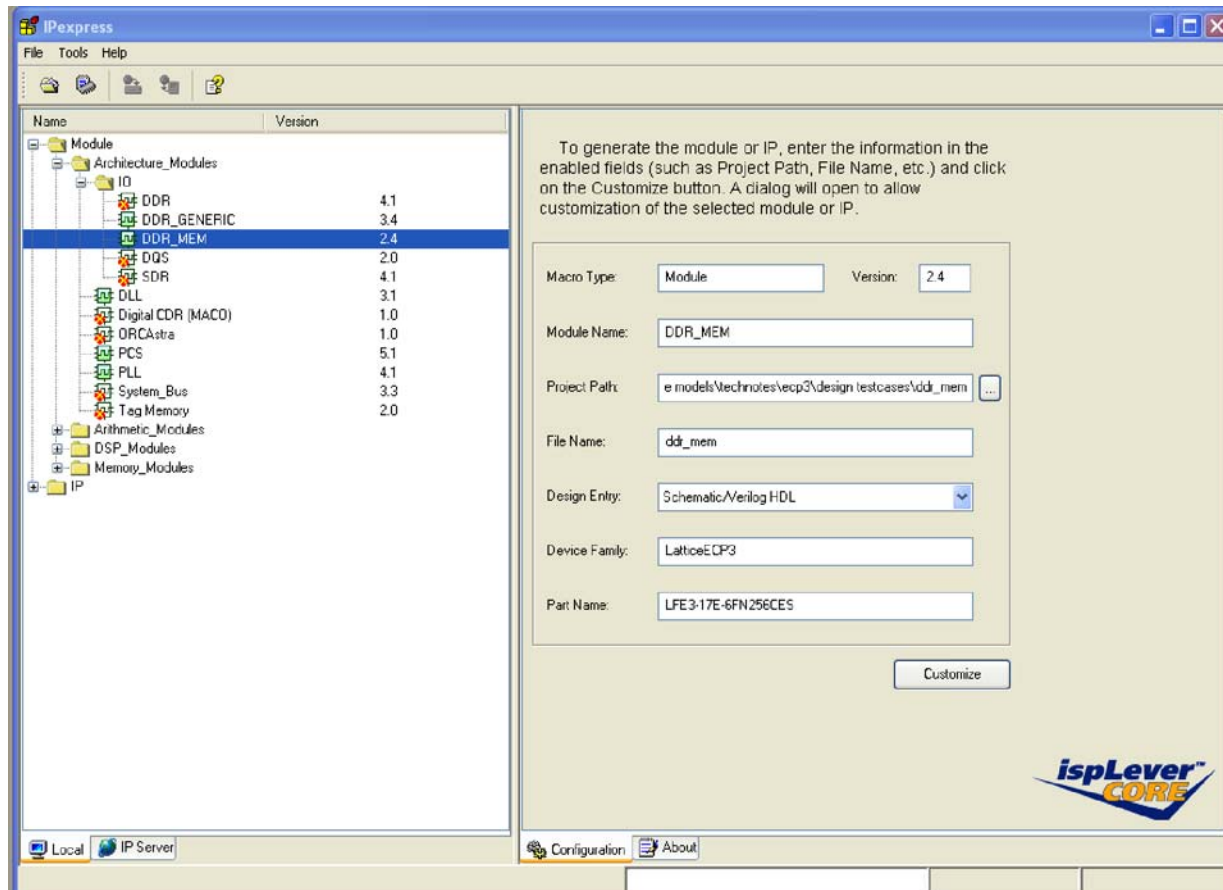 IPexpress
File Tools Help
Name Version
Module
Architecture_Modules
IO
DDR 4.1
DDR_GENERIC 3.4
DDR_MEM 2.4
DQS 2.0
SDR 4.1
DLL 3.1
Digital CDR (MACO) 1.0
ORCAstra 1.0
PCS 5.1
PLL 4.1
System_Bus 3.3
Tag Memory 2.0
Arithmetic_Modules
DSP_Modules
Memory_Modules
IP
Local IP Server
To generate the module or IP, enter the information in the
enabled fields (such as Project Path, File Name, etc.) and click
on the Customize button. A dialog will open to allow
customization of the selected module or IP.
Macro Type: Module Version: 2.4
Module Name: DDR_MEM
Project Path: e models\technotes\ecp3\design testcases\ddr_mem ...
File Name: ddr_mem
Design Entry: Schematic/Verilog HDL
Device Family: LatticeECP3
Part Name: LFE3-17E-6FN256CES
Customize
ispLever™
CORE
Configuration About